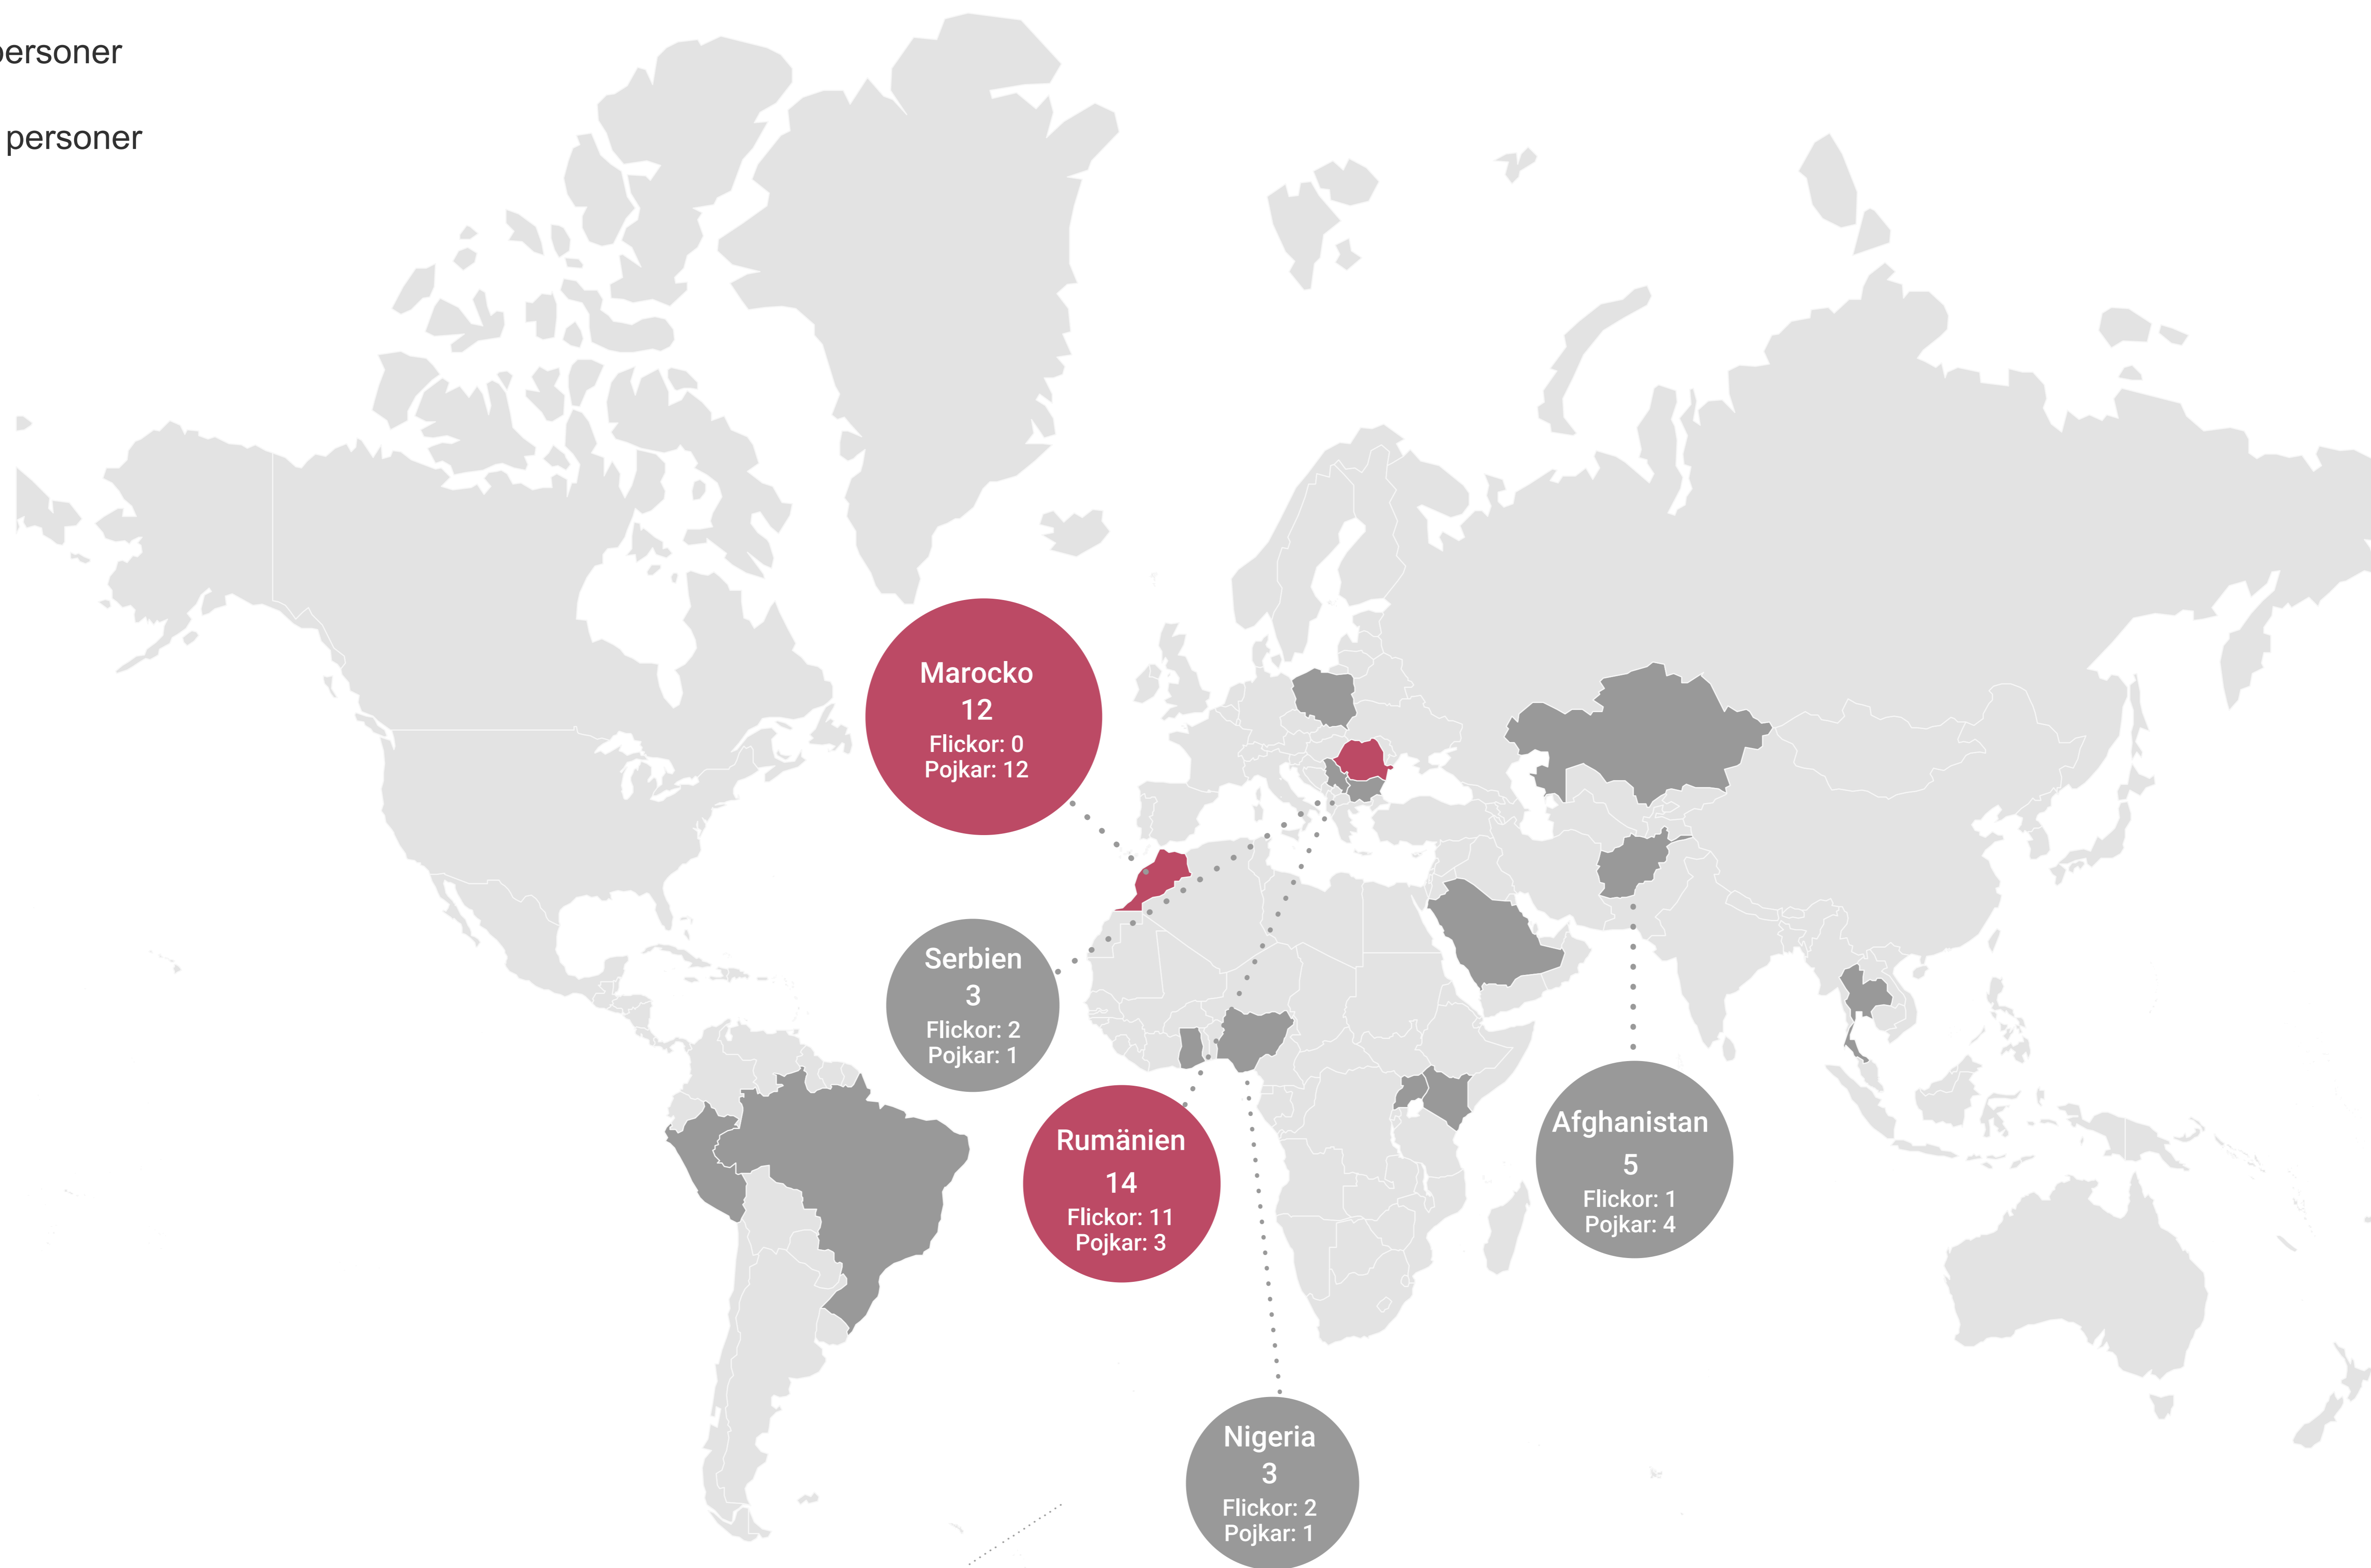 personer
personer
Marocko
12
Flickor: 0
Pojkar: 12
Serbien
3
Flickor: 2
Pojkar: 1
Rumänien
14
Flickor: 11
Pojkar: 3
Afghanistan
5
Flickor: 1
Pojkar: 4
Nigeria
3
Flickor: 2
Pojkar: 1